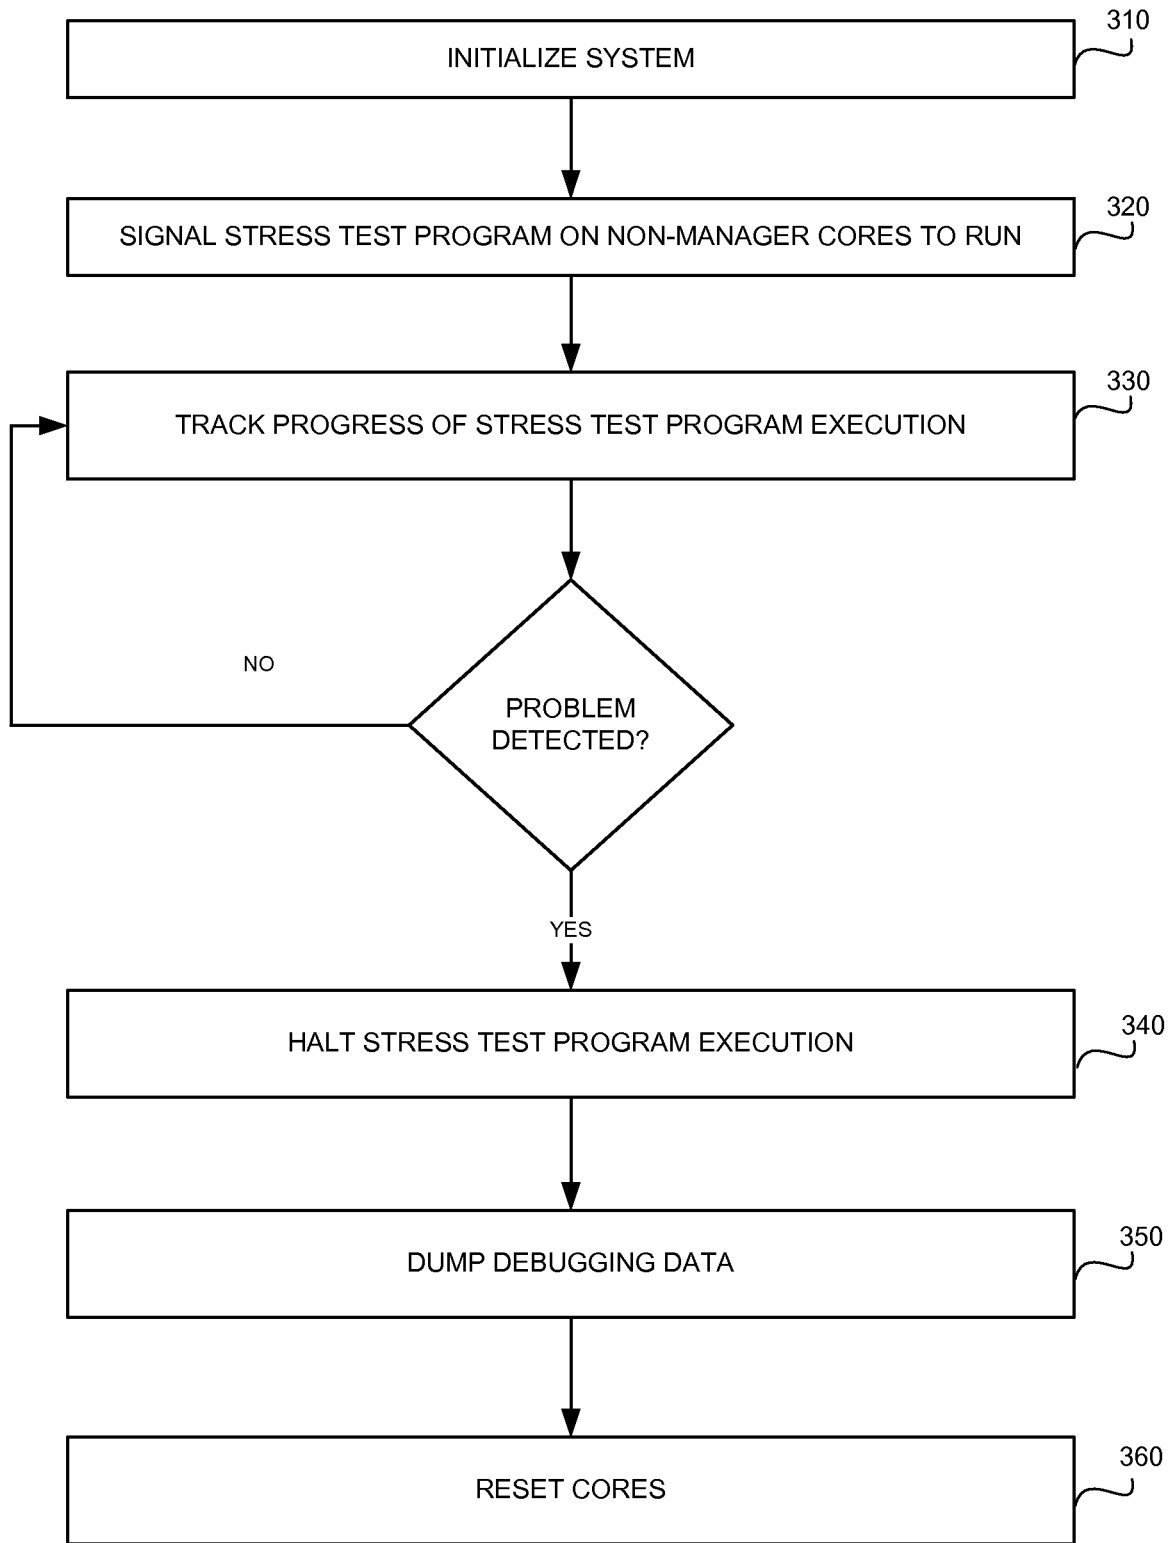 310
INITIALIZE SYSTEM
320
SIGNAL STRESS TEST PROGRAM ON NON-MANAGER CORES TO RUN
330
TRACK PROGRESS OF STRESS TEST PROGRAM EXECUTION
NO
PROBLEM
DETECTED?
YES
340
HALT STRESS TEST PROGRAM EXECUTION
350
DUMP DEBUGGING DATA
360
RESET CORES